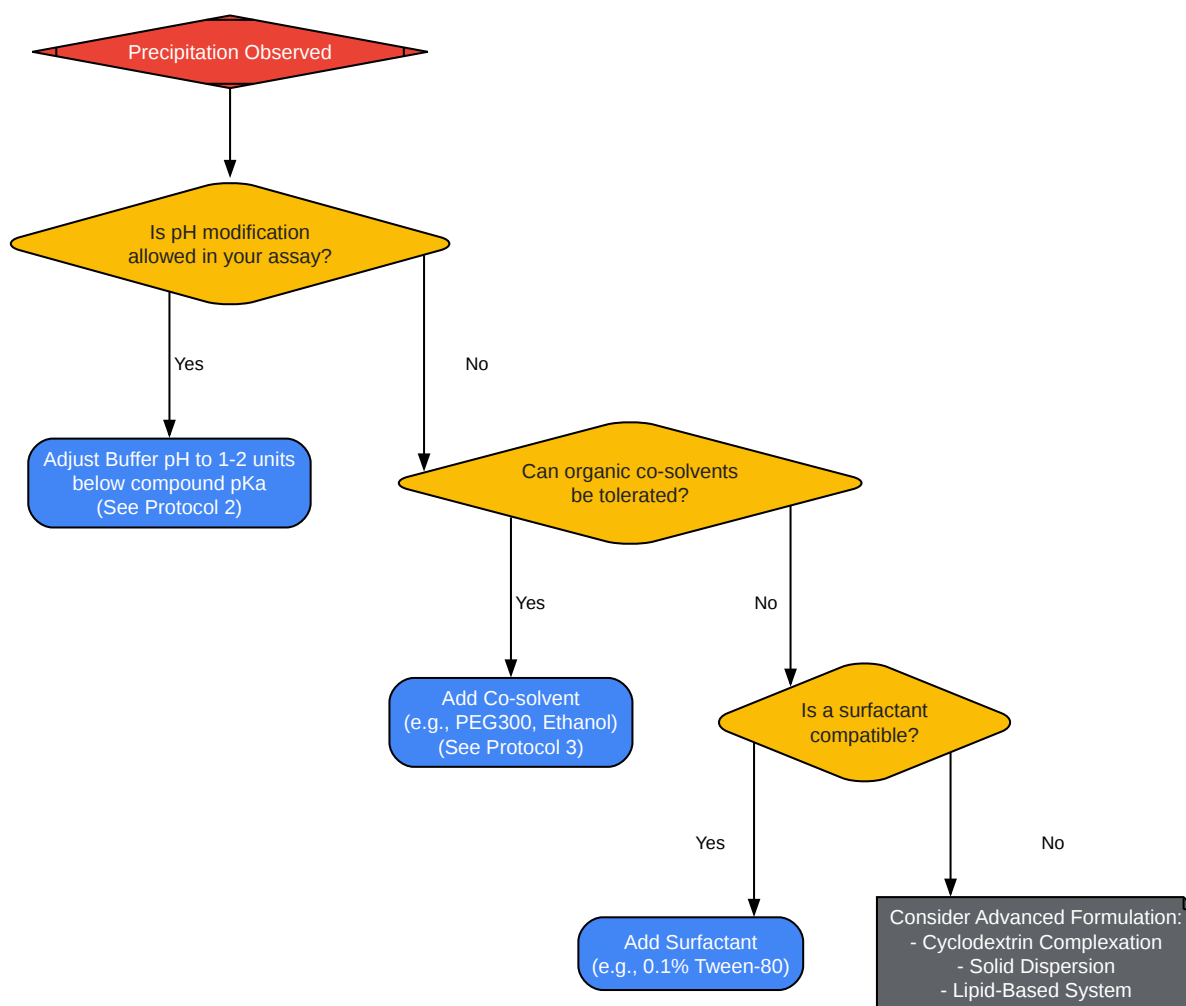 Precipitation Observed
Is pH modification
allowed in your assay?
Yes
No
Adjust Buffer pH to 1-2 units
below compound pKa
(See Protocol 2)
Can organic co-solvents
be tolerated?
Yes
No
Add Co-solvent
(e.g., PEG300, Ethanol)
(See Protocol 3)
Is a surfactant
compatible?
Yes
No
Add Surfactant
(e.g., 0.1% Tween-80)
Consider Advanced Formulation:
- Cyclodextrin Complexation
- Solid Dispersion
- Lipid-Based System